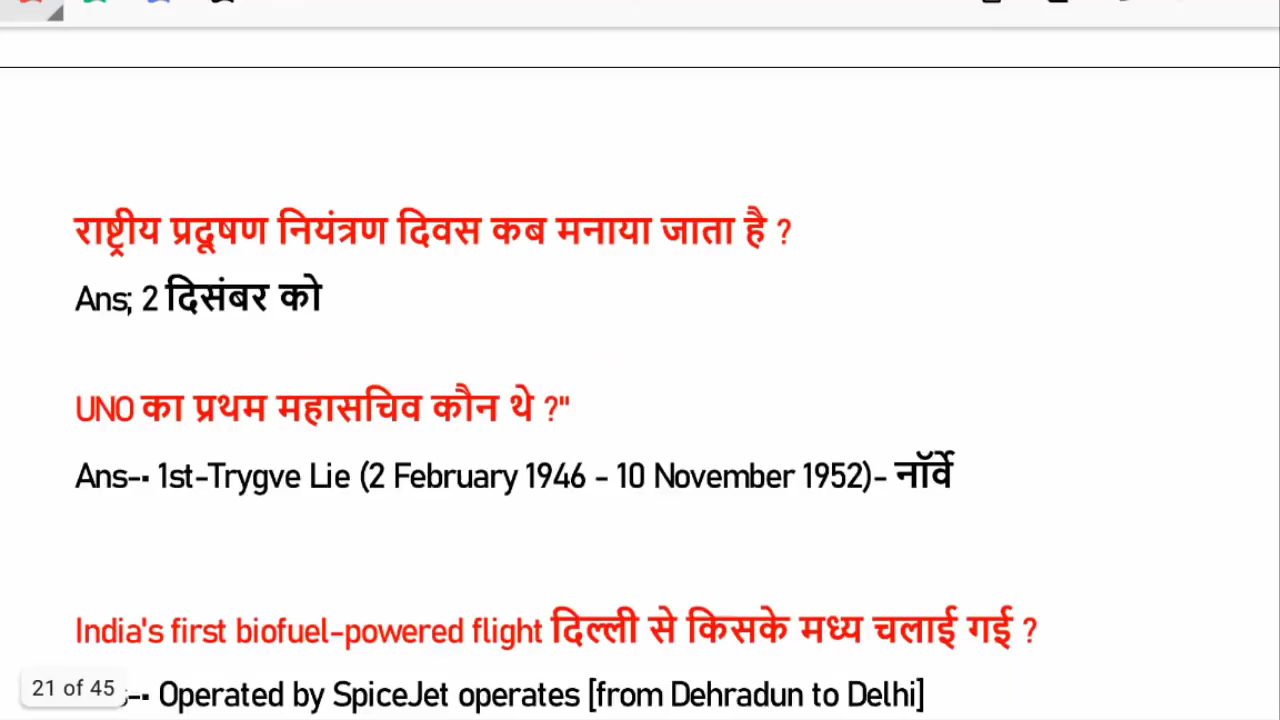 राष्ट्रीय प्रदूषण नियंत्रण दिवस कब मनाया जाता है ?
Ans; 2 दिसंबर को
UNO का प्रथम महासचिव कौन थे ?"
Ans-- 1st-Trygve Lie (2 February 1946 - 10 November 1952)- नॉर्वे
India's first biofuel-powered flight दिल्ली से किसके मध्य चलाई गई ?
Operated by SpiceJet operates [from Dehradun to Delhi]
21 of 45